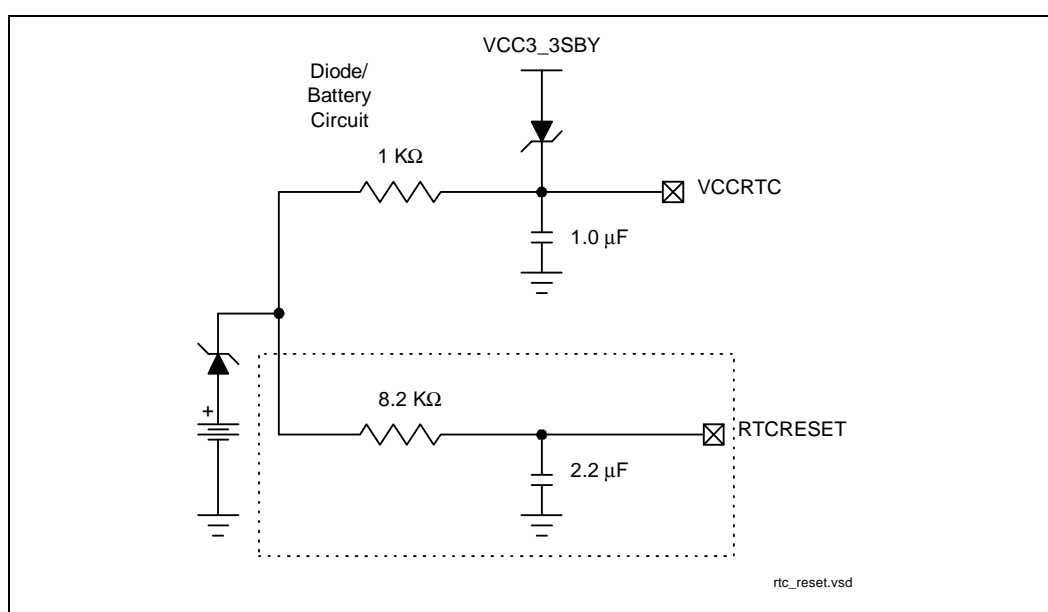 VCC3_3SBY
Diode/
Battery
Circuit
1 KΩ
VCCRTC
1.0 μF
+
8.2 KΩ
RTCRESET
2.2 μF
rtc_reset.vsd